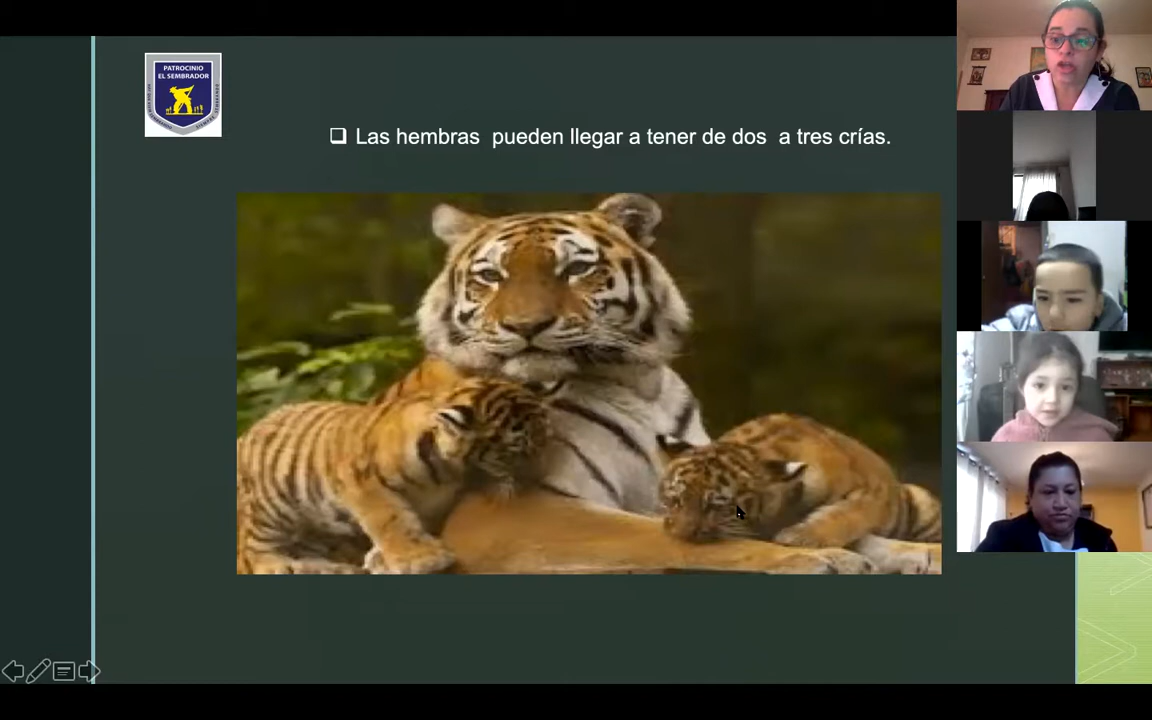 PATROCINIO
EL SEMBRADOR
❑ Las hembras pueden llegar a tener de dos a tres crías.